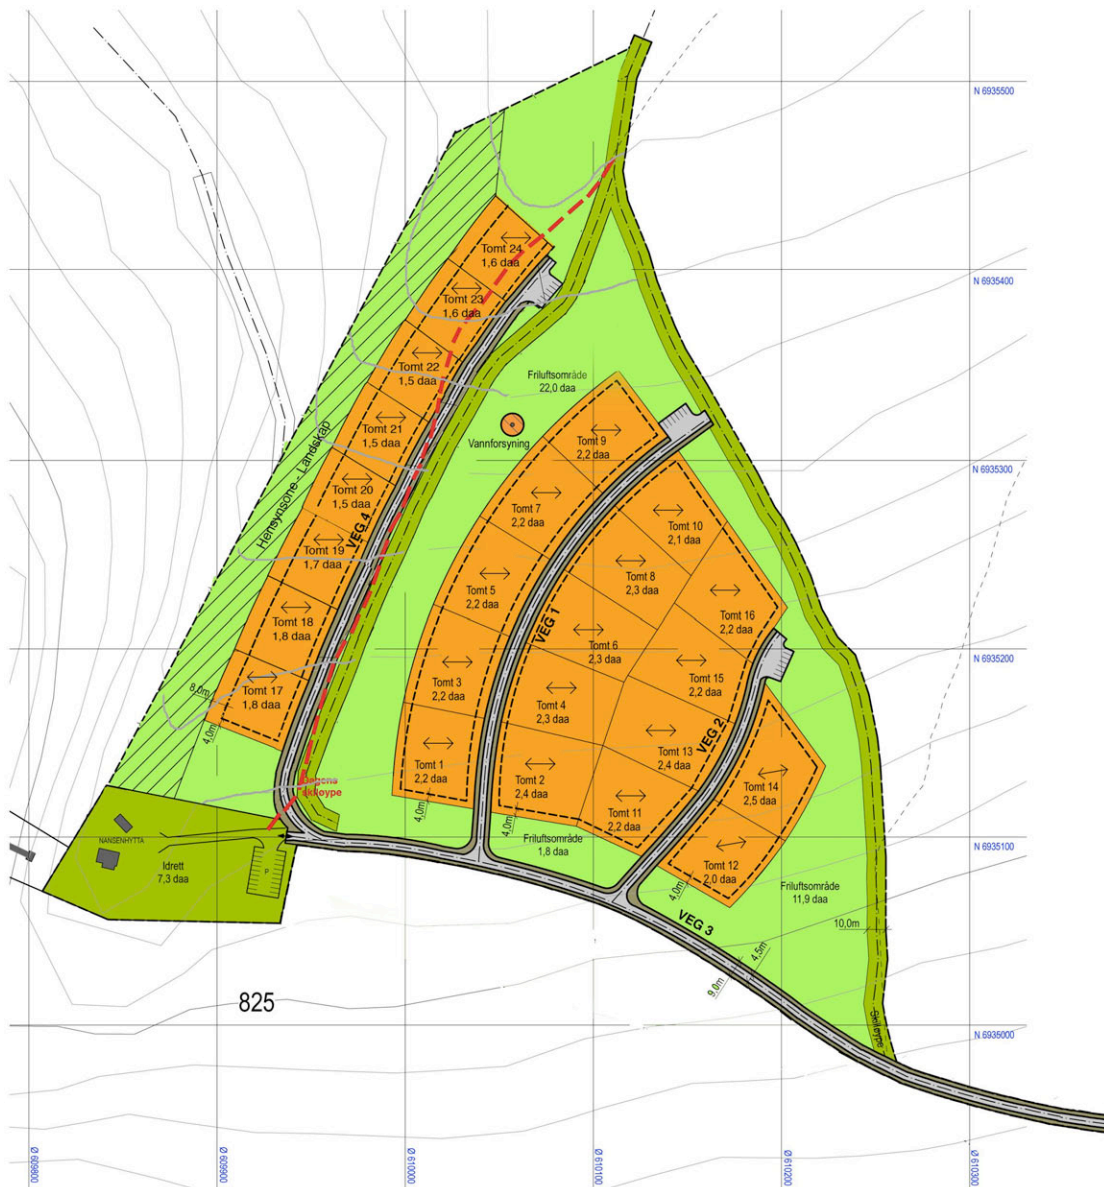 N 6935500
Tomt 24
1,6 daa
N 6935400
Tomt 23
1,6 daa
Tomt 22
1,5 daa
Friluftsområde
22,0 daa
Tomt 21
1,5 daa
Vannforsyning
Tomt 9
2,2 daa
Hensynsone - Landskap
N 6935300
Tomt 20
1,5 daa
Tomt 7
2,2 daa
Tomt 10
2,1 daa
VEG 4
Tomt 19
1,7 daa
Tomt 8
2,3 daa
Tomt 5
2,2 daa
Tomt 18
1,8 daa
VEG 1
Tomt 16
2,2 daa
Tomt 6
2,3 daa
N 6935200
Tomt 15
2,2 daa
Tomt 3
2,2 daa
Tomt 17
1,8 daa
8,0m
4,0m
Tomt 4
2,3 daa
VEG 2
Tomt 13
2,4 daa
Tomt 1
2,2 daa
Tomt 2
2,4 daa
Tomt 14
2,5 daa
Dagens
skiløype
4,0m
4,0m
Tomt 11
2,2 daa
NANSENHYTTA
Friluftsområde
1,8 daa
N 6935100
Idrett
7,3 daa
P
Tomt 12
2,0 daa
4,0m
Friluftsområde
11,9 daa
VEG 3
10,0m
4,5m
9,0m
825
Skiløype
N 6935000
Ø 609800
Ø 609900
Ø 610000
Ø 610100
Ø 610200
Ø 610300